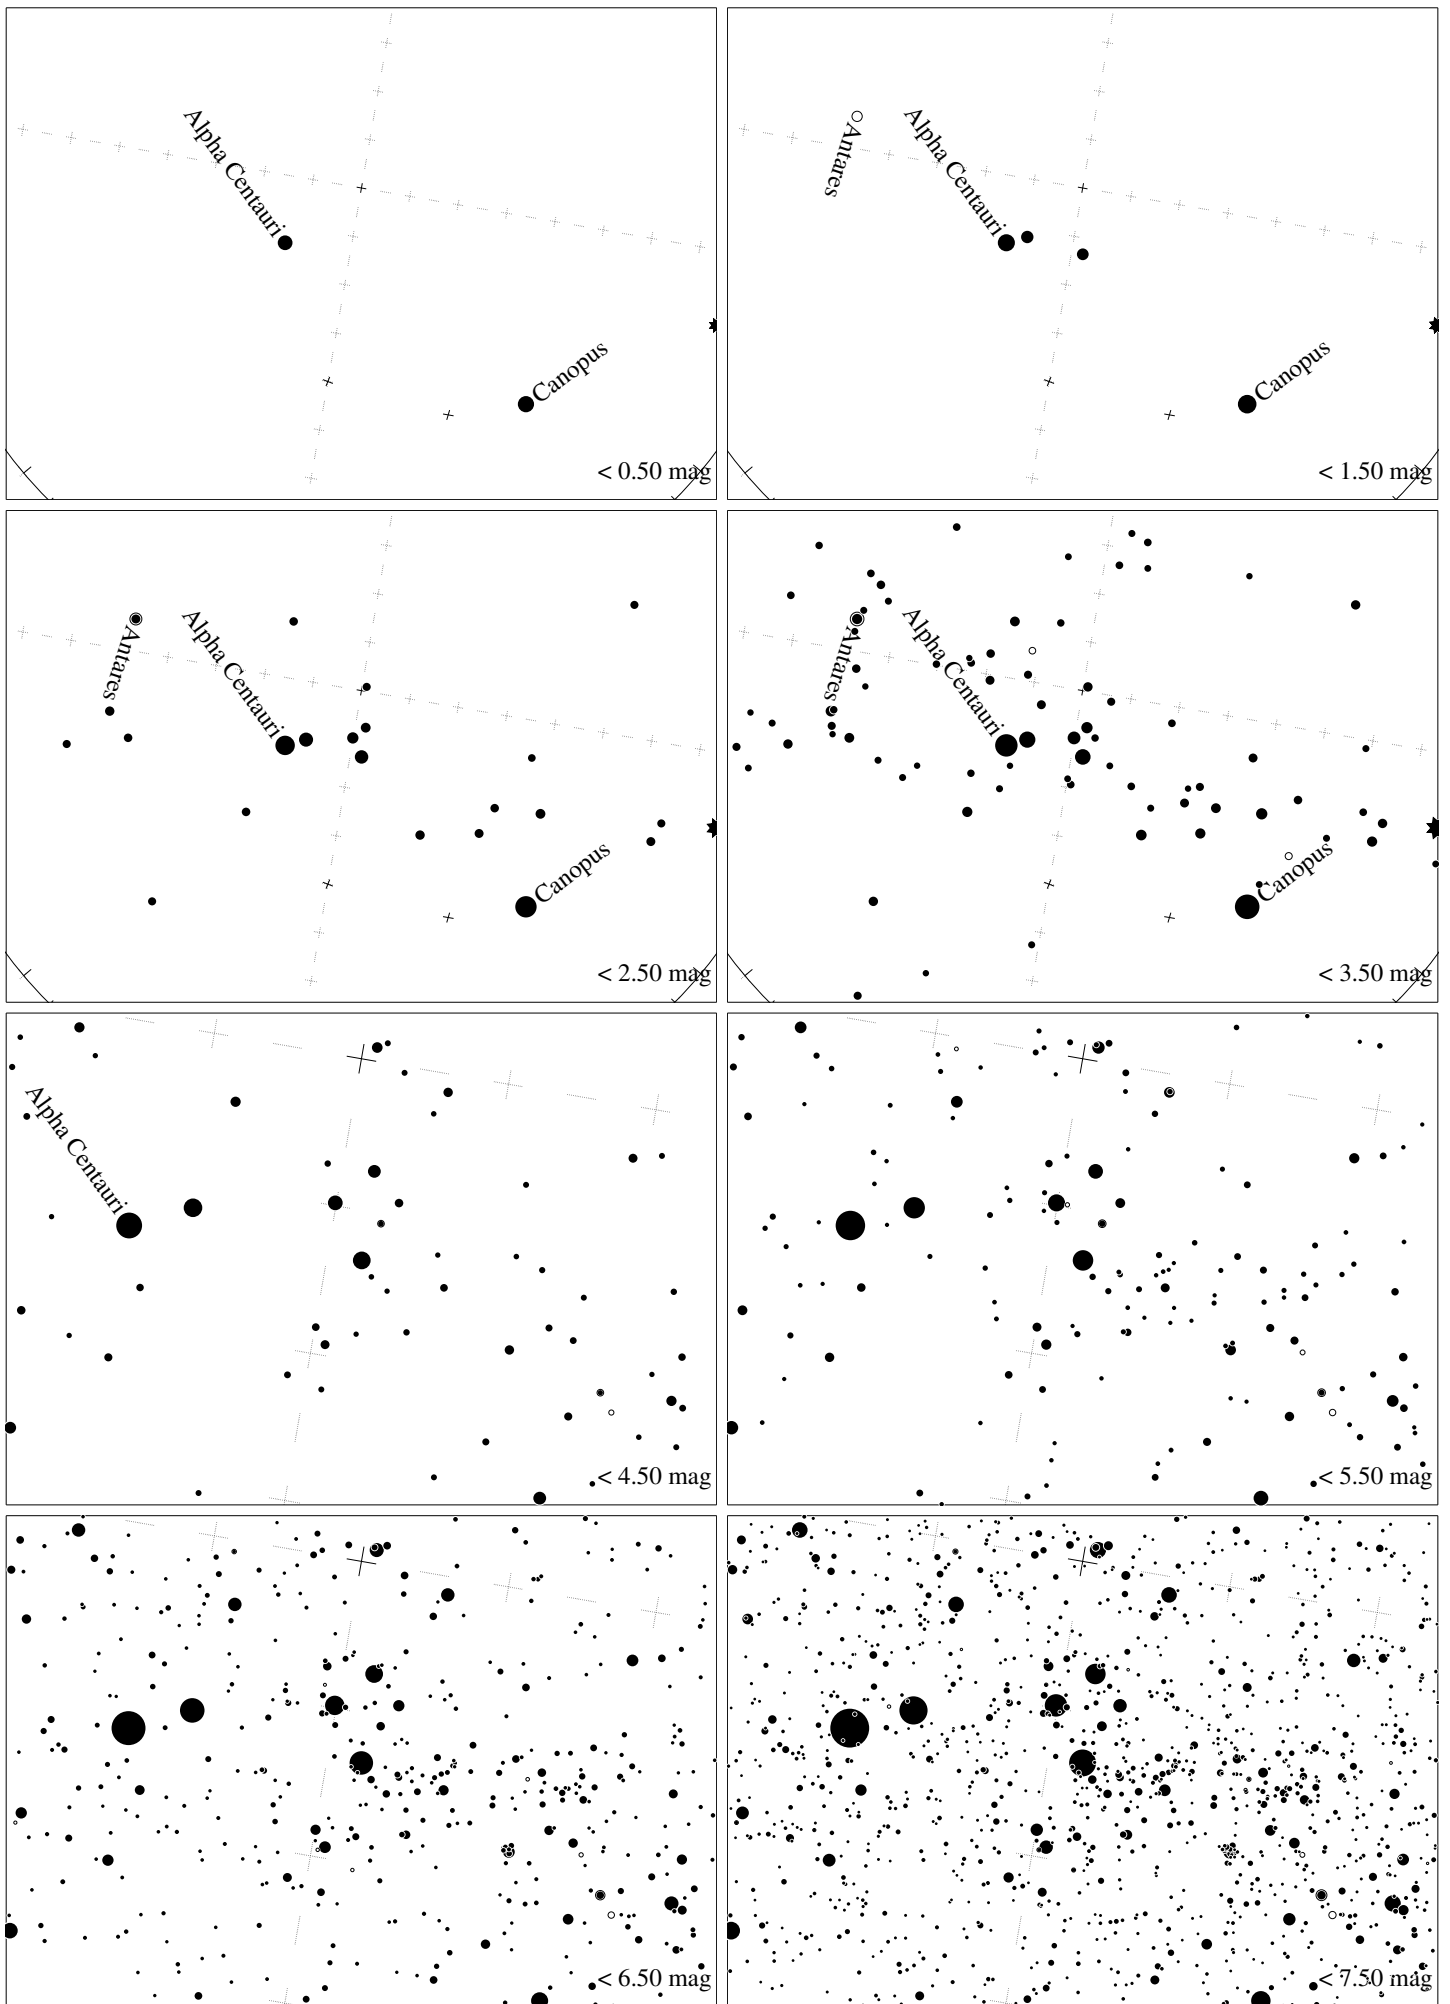 Alpha Centauri
Canopus
< 0.50 mag
Antares
Alpha Centauri
Canopus
< 1.50 mag
Antares
Alpha Centauri
Canopus
< 2.50 mag
Antares
Alpha Centauri
Canopus
< 3.50 mag
Alpha Centauri
< 4.50 mag
< 5.50 mag
< 6.50 mag
< 7.50 mag